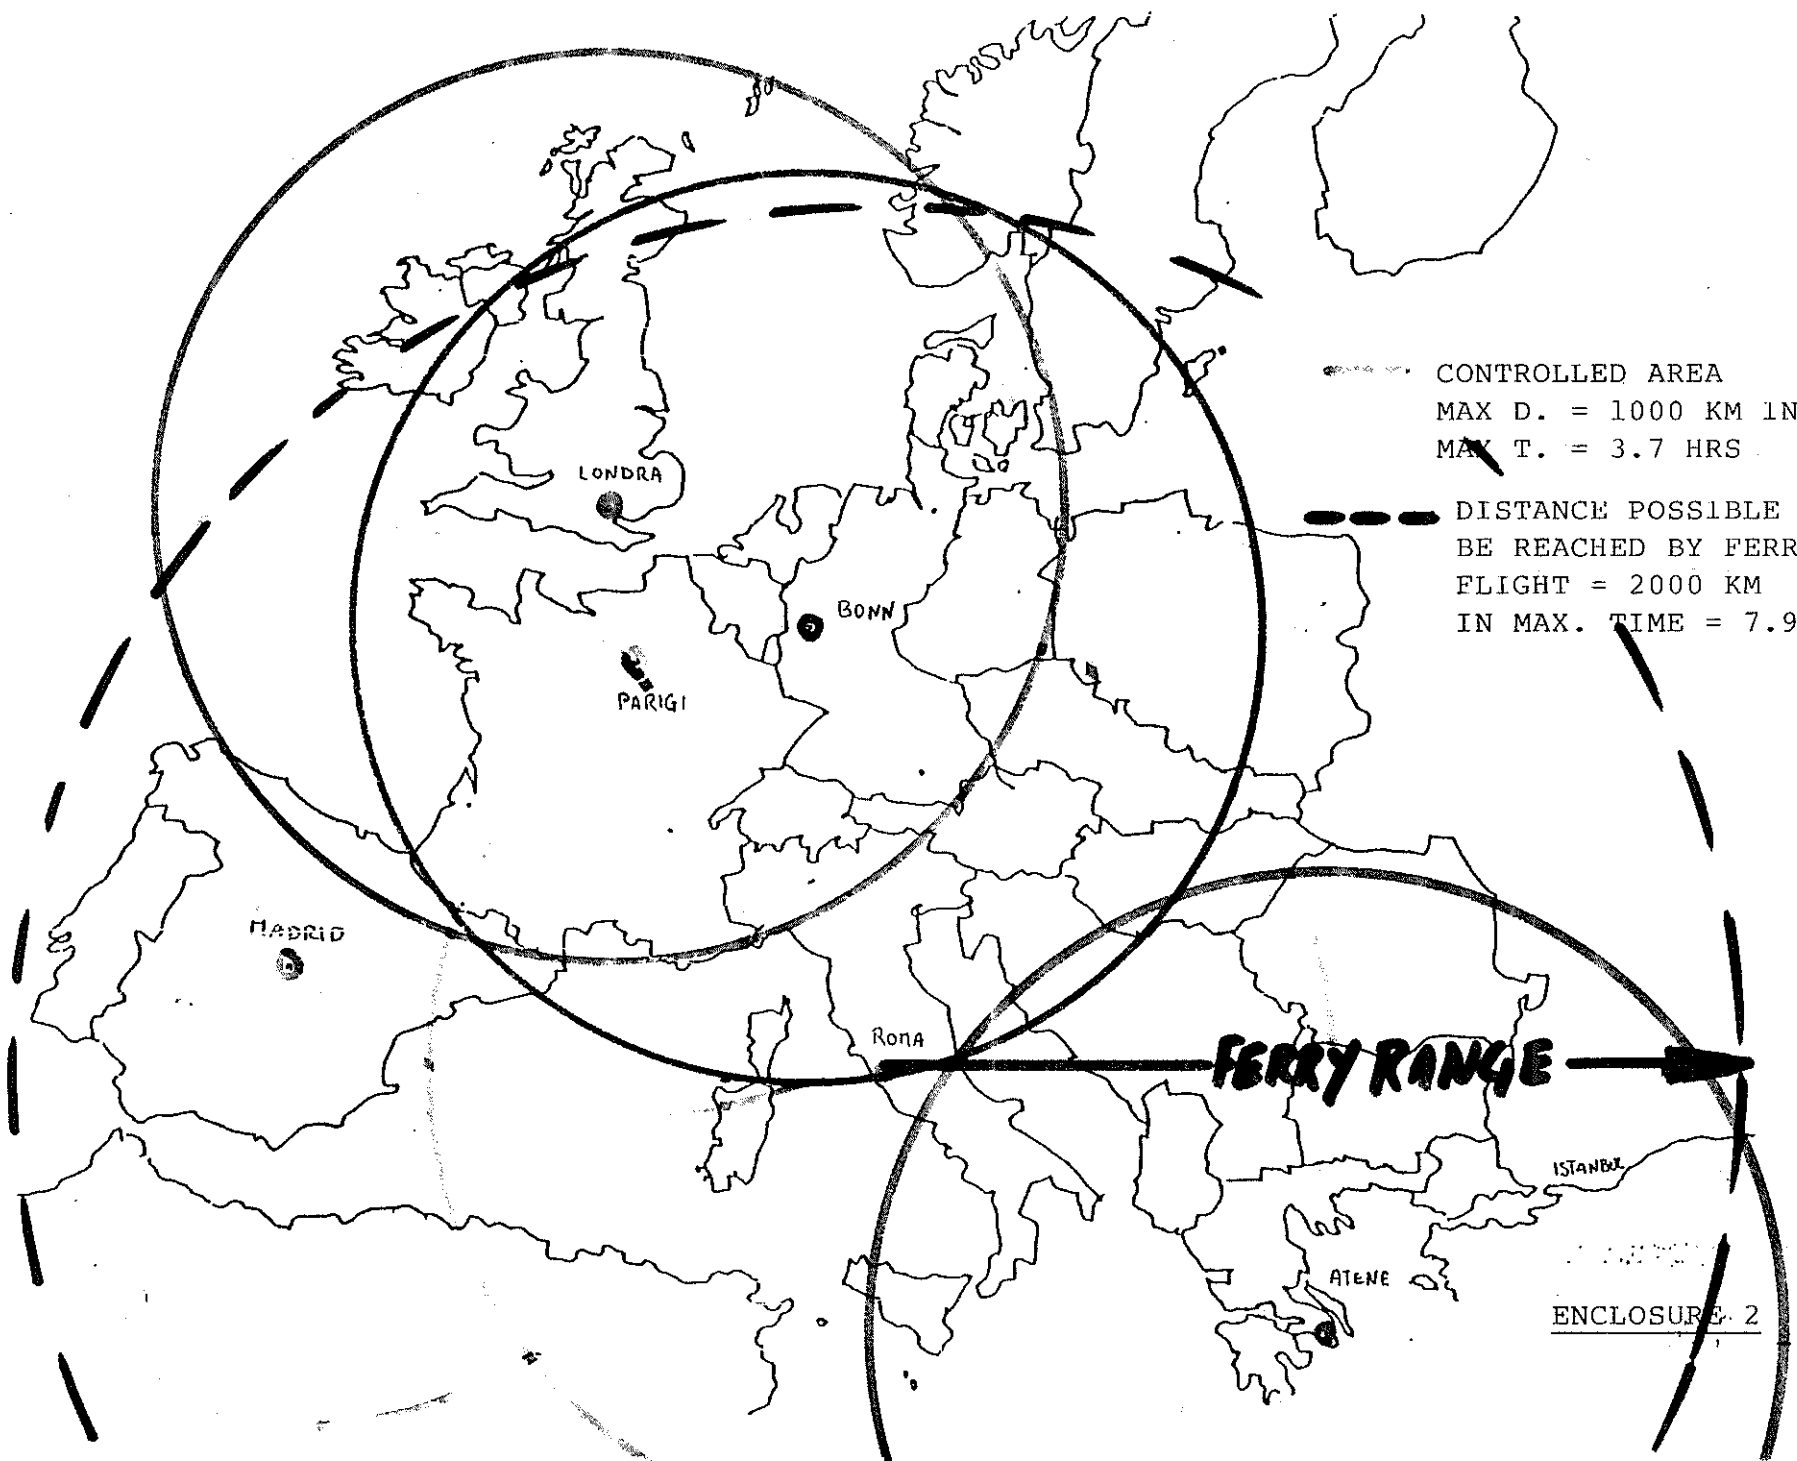 CONTROLLED AREA
MAX D. = 1000 KM IN
MAX T. = 3.7 HRS
DISTANCE POSSIBLE
BE REACHED BY FERR
FLIGHT = 2000 KM
IN MAX. TIME = 7.9
LONDRA
BONN
PARIGI
MADRID
ROMA
FERRY RANGE
ISTANBUL
ATENE
ENCLOSURE 2